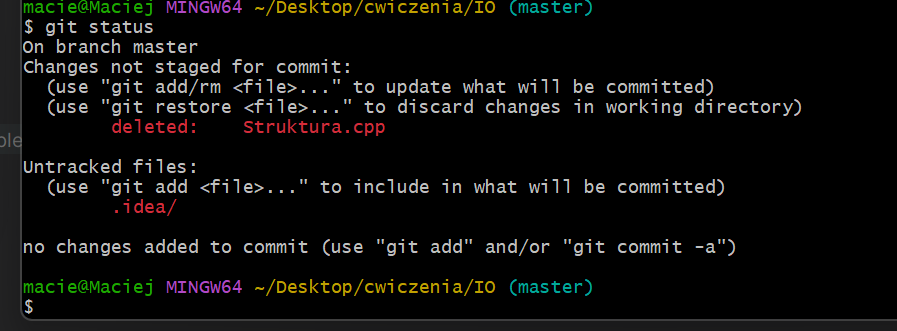 macie@Maciej MINGW64 ~/Desktop/cwiczenia/IO (master)
$ git status
On branch master
Changes not staged for commit:
  (use "git add/rm <file>..." to update what will be committed)
  (use "git restore <file>..." to discard changes in working directory)
        deleted:    Struktura.cpp

Untracked files:
  (use "git add <file>..." to include in what will be committed)
        .idea/

no changes added to commit (use "git add" and/or "git commit -a")

macie@Maciej MINGW64 ~/Desktop/cwiczenia/IO (master)
$